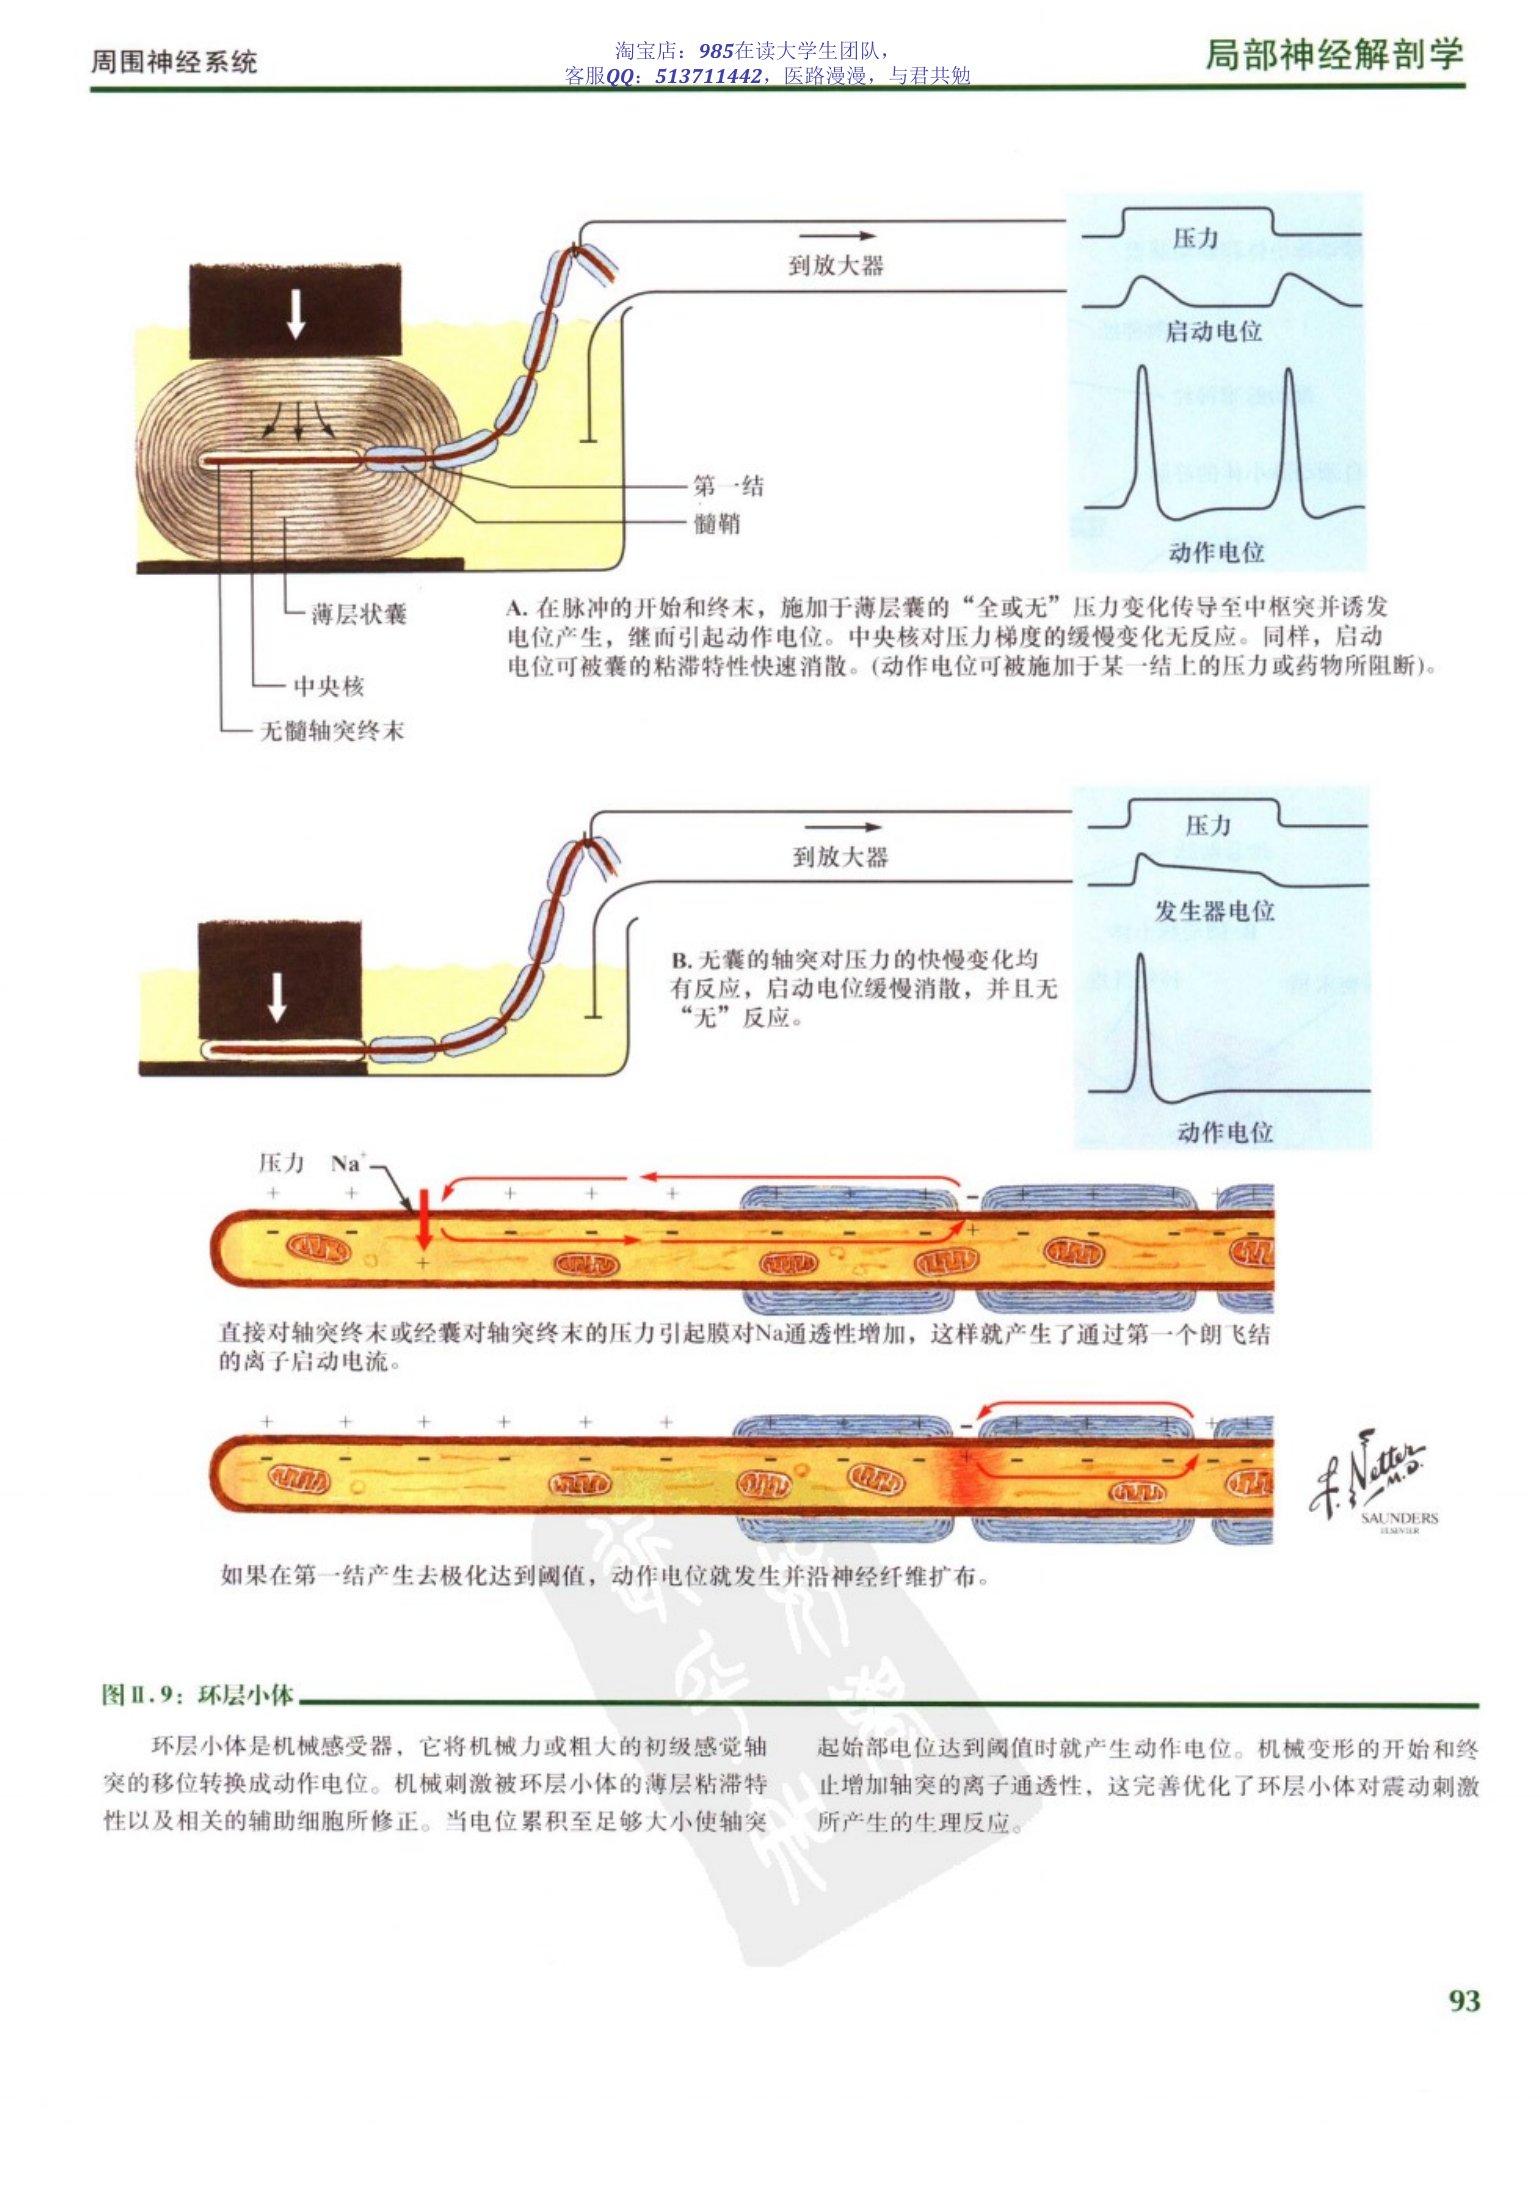 周围神经系统
淘宝店：985在读大学生团队，
客服QQ：513711442，医路漫漫，与君共勉
局部神经解剖学
到放大器
压力
启动电位
动作电位
第一结
髓鞘
薄层状囊
中央核
无髓轴突终末
A. 在脉冲的开始和终末，施加于薄层囊的“全或无”压力变化传导至中枢突并诱发
电位产生，继而引起动作电位。中央核对压力梯度的缓慢变化无反应。同样，启动
电位可被囊的粘滞特性快速消散。(动作电位可被施加于某一结上的压力或药物所阻断)。
到放大器
压力
发生器电位
动作电位
B. 无囊的轴突对压力的快慢变化均
有反应，启动电位缓慢消散，并且无
“无”反应。
压力 Na⁺
直接对轴突终末或经囊对轴突终末的压力引起膜对Na通透性增加，这样就产生了通过第一个朗飞结
的离子启动电流。
如果在第一结产生去极化达到阈值，动作电位就发生并沿神经纤维扩布。
F. Netter
M.D.
SAUNDERS
ELSEVIER
图Ⅱ.9：环层小体
环层小体是机械感受器，它将机械力或粗大的初级感觉轴
突的移位转换成动作电位。机械刺激被环层小体的薄层粘滞特
性以及相关的辅助细胞所修正。当电位累积至足够大小使轴突
起始部电位达到阈值时就产生动作电位。机械变形的开始和终
止增加轴突的离子通透性，这完善优化了环层小体对震动刺激
所产生的生理反应。
93